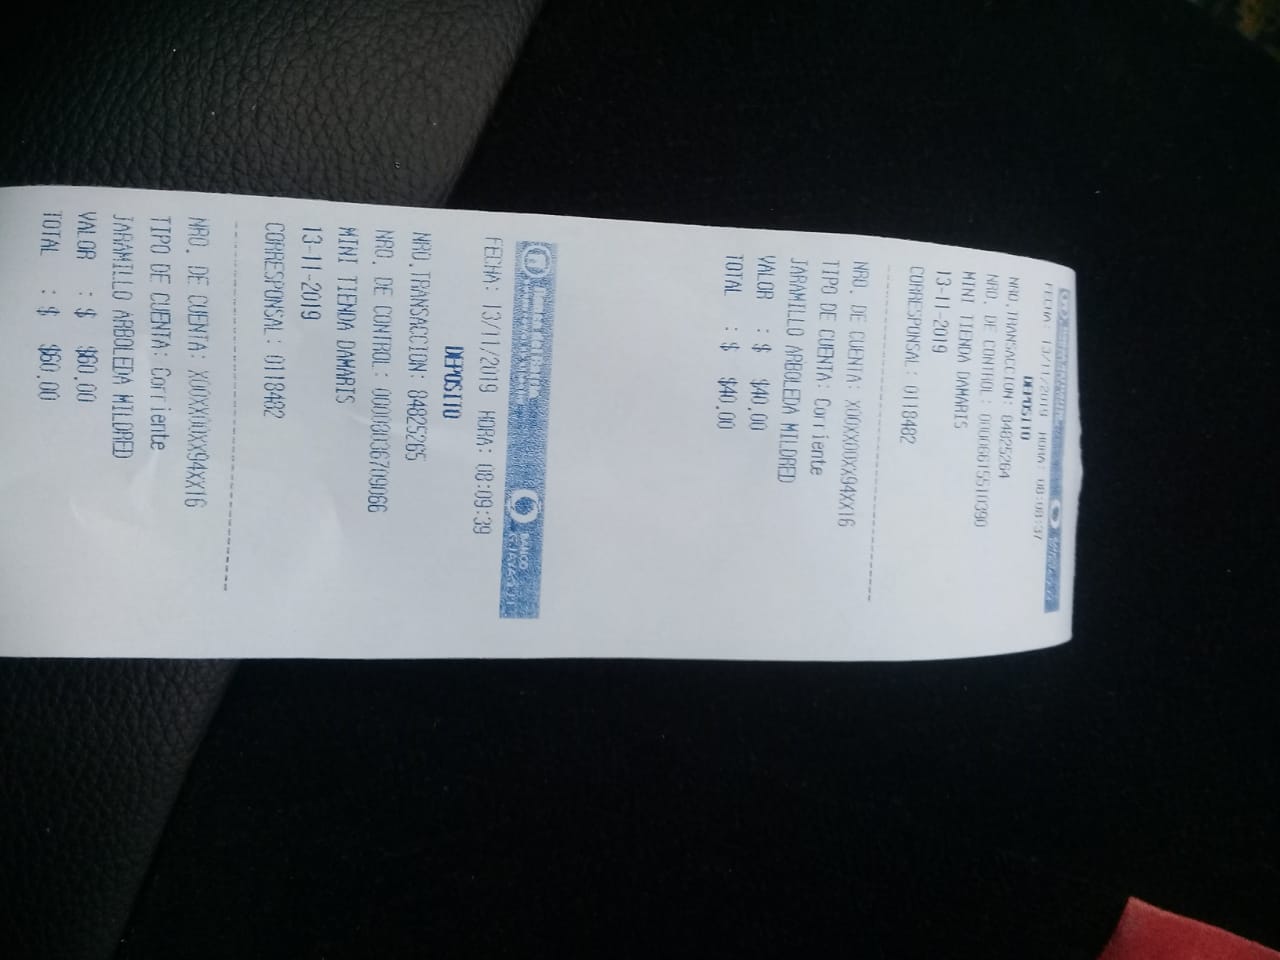 FECHA: 13/11/2019 HORA: 08:08:37
DEPOSITO
NRO.TRANSACCION: 84825264
NRO. DE CONTROL: 00006615510390
MINI TIENDA DAMARIS
13-11-2019
CORRESPONSAL: 0118482
NRO. DE CUENTA: X00XX00XX94XX16
TIPO DE CUENTA: Corriente
JARAMILLO ARBOLEDA MILDRED
VALOR : $ $40.00
TOTAL : $ $40.00
Banco del Barrio
BANCO GUAYAQUIL
FECHA: 13/11/2019 HORA: 08:09:39
DEPOSITO
NRO.TRANSACCION: 84825265
NRO. DE CONTROL: 00003036709066
MINI TIENDA DAMARIS
13-11-2019
CORRESPONSAL: 0118482
NRO. DE CUENTA: X00XX00XX94XX16
TIPO DE CUENTA: Corriente
JARAMILLO ARBOLEDA MILDRED
VALOR : $ $60.00
TOTAL : $ $60.00